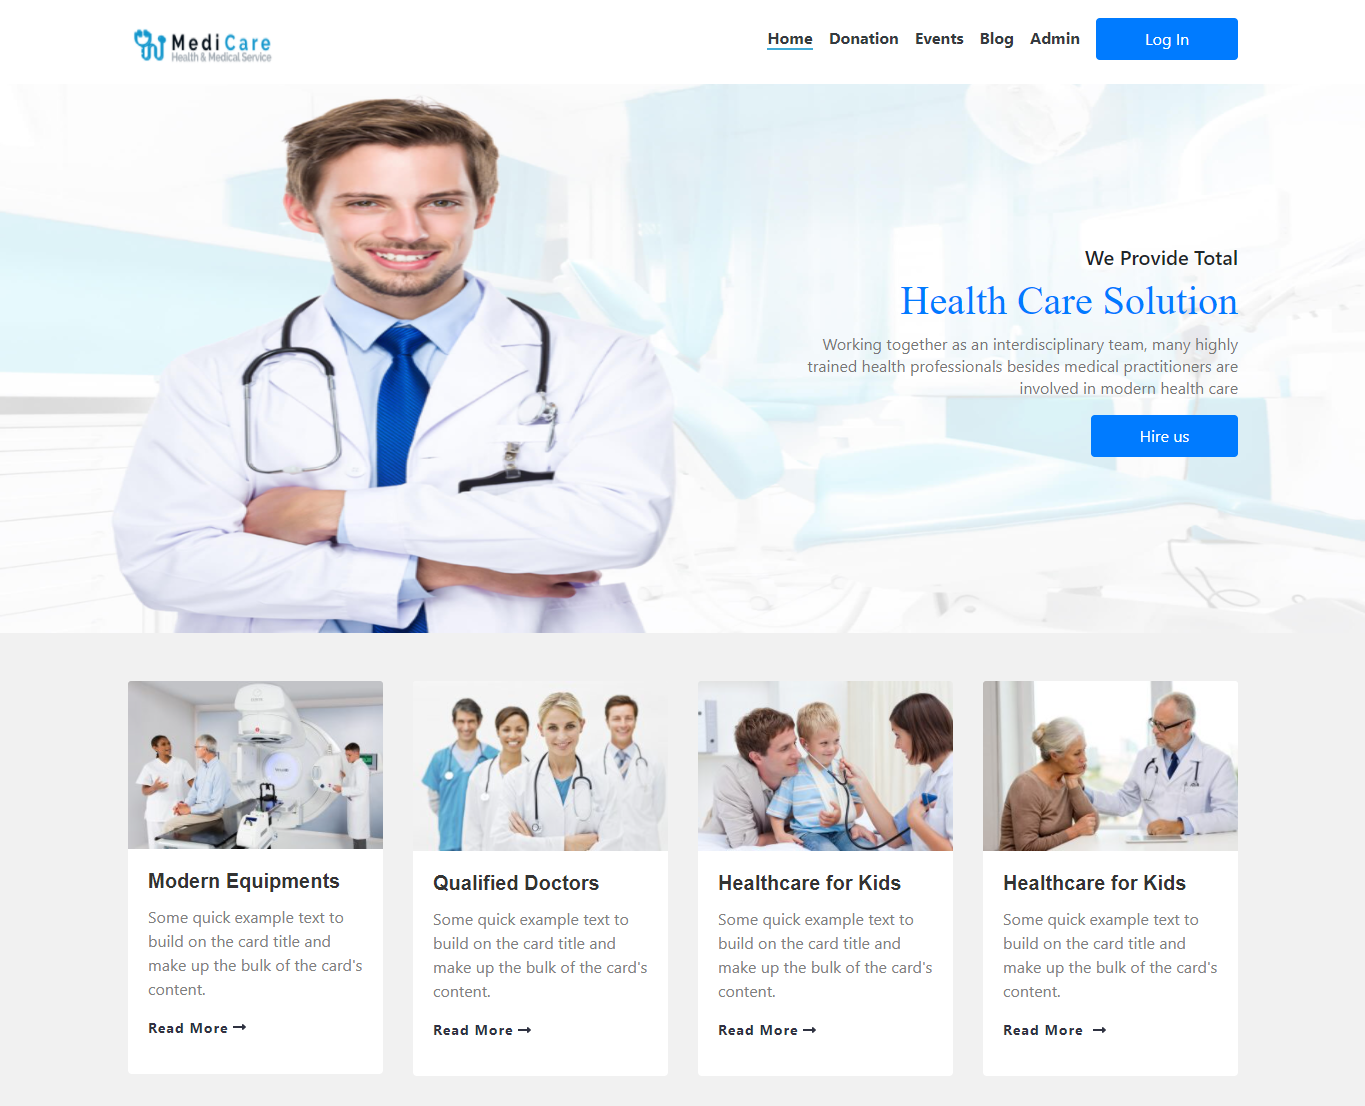 MediCare
Health & Medical Service
Home Donation Events Blog Admin Log In
We Provide Total
Health Care Solution
Working together as an interdisciplinary team, many highly
trained health professionals besides medical practitioners are
involved in modern health care
Hire us
Modern Equipments
Some quick example text to
build on the card title and
make up the bulk of the card's
content.
Read More
Qualified Doctors
Some quick example text to
build on the card title and
make up the bulk of the card's
content.
Read More
Healthcare for Kids
Some quick example text to
build on the card title and
make up the bulk of the card's
content.
Read More
Healthcare for Kids
Some quick example text to
build on the card title and
make up the bulk of the card's
content.
Read More